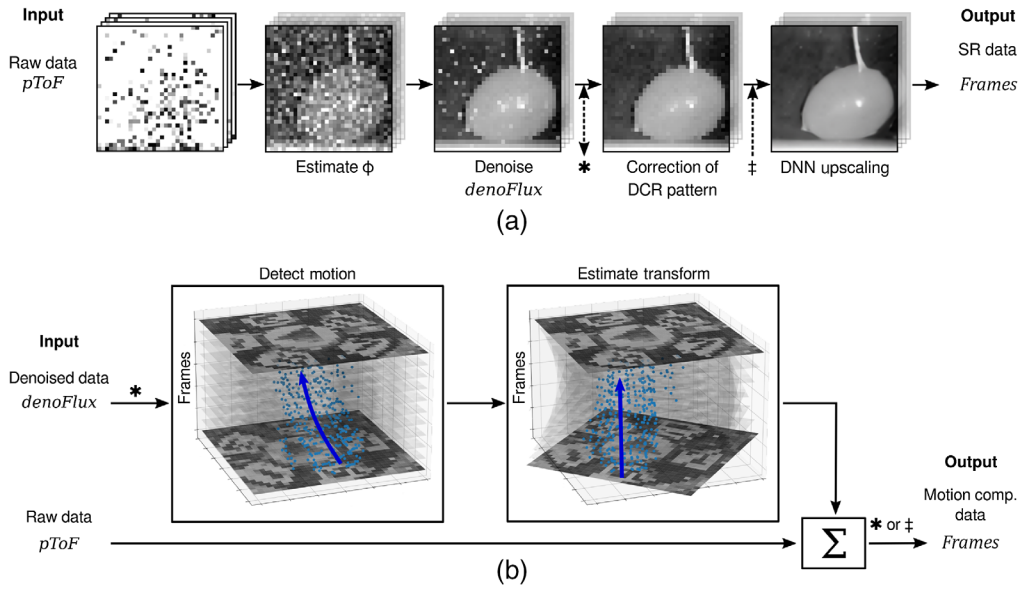 Input
Output
Raw data
pToF
SR data
Frames
Estimate ϕ
Denoise
denoFlux
✱
Correction of
DCR pattern
‡
DNN upscaling
(a)
Detect motion
Estimate transform
Input
Denoised data
denoFlux
✱
Frames
Frames
Output
Raw data
pToF
Σ
✱ or ‡
Motion comp.
data
Frames
(b)